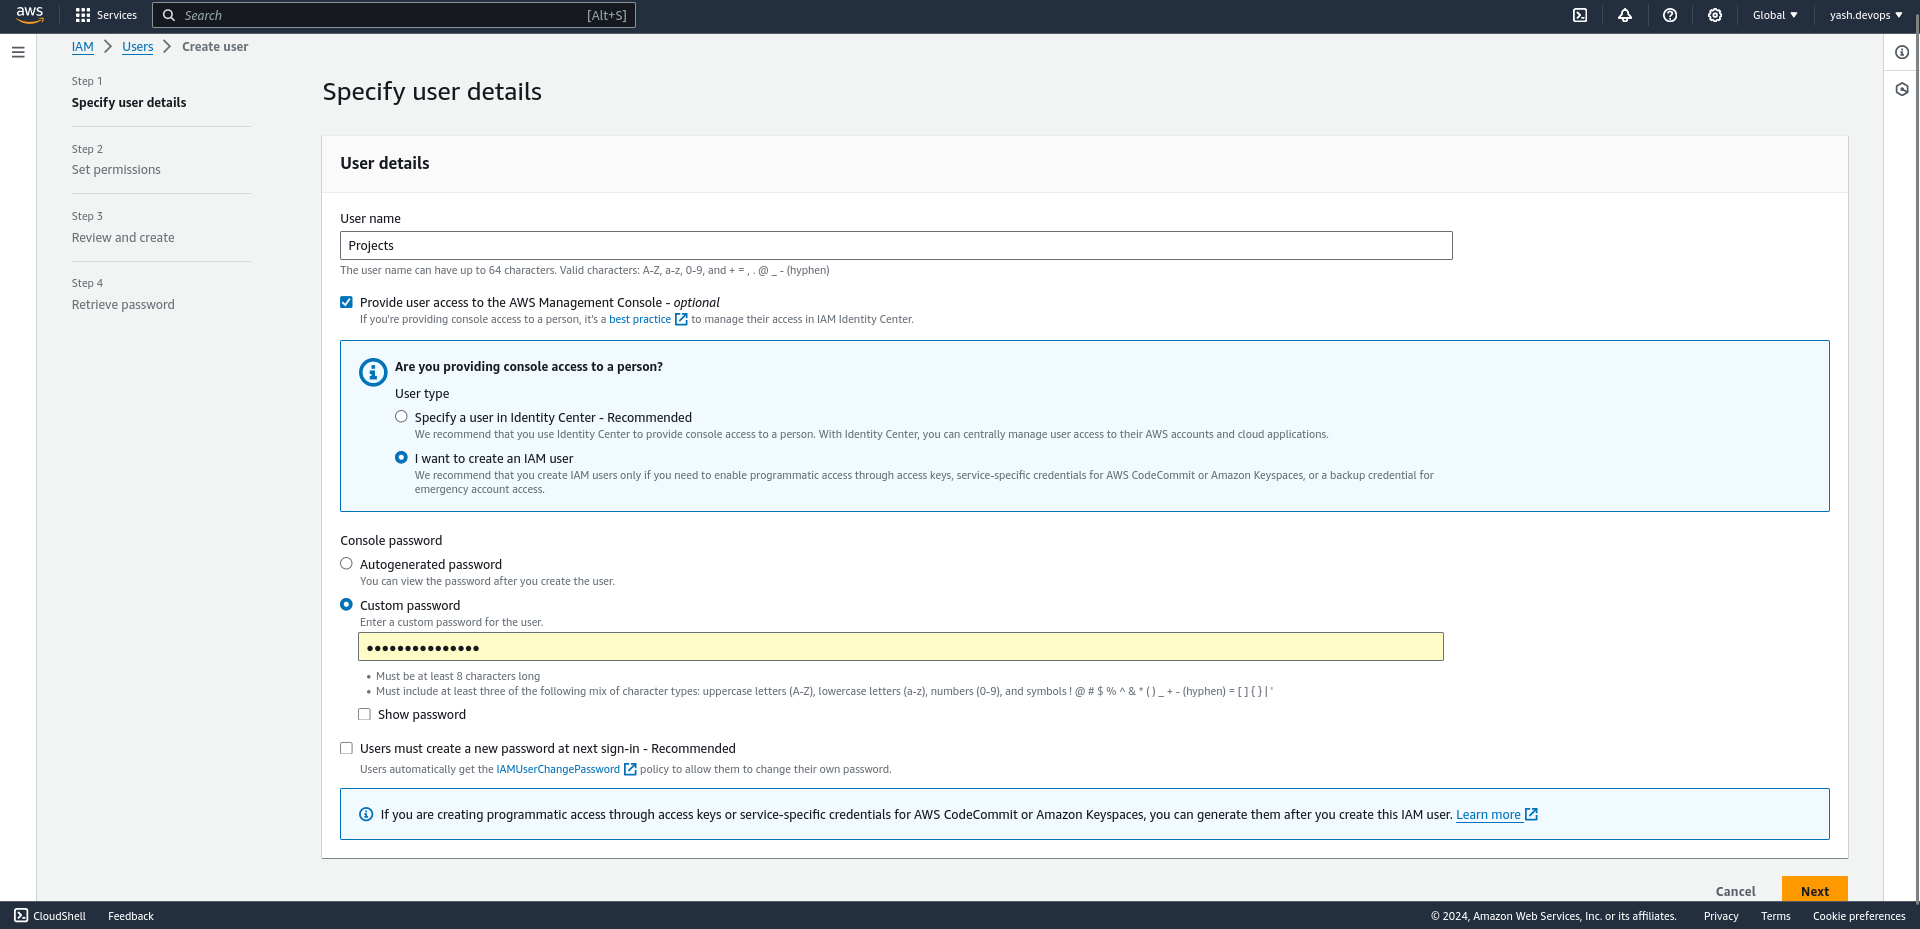 aws
Services
Search
[Alt+S]
Global
yash.devops
IAM
Users
Create user
Step 1
Specify user details
Step 2
Set permissions
Step 3
Review and create
Step 4
Retrieve password
Specify user details
User details
User name
Projects
The user name can have up to 64 characters. Valid characters: A-Z, a-z, 0-9, and + = , . @ _ - (hyphen)
Provide user access to the AWS Management Console - optional
If you're providing console access to a person, it's a best practice to manage their access in IAM Identity Center.
Are you providing console access to a person?
User type
Specify a user in Identity Center - Recommended
We recommend that you use Identity Center to provide console access to a person. With Identity Center, you can centrally manage user access to their AWS accounts and cloud applications.
I want to create an IAM user
We recommend that you create IAM users only if you need to enable programmatic access through access keys, service-specific credentials for AWS CodeCommit or Amazon Keyspaces, or a backup credential for
emergency account access.
Console password
Autogenerated password
You can view the password after you create the user.
Custom password
Enter a custom password for the user.
•••••••••••••••
• Must be at least 8 characters long
• Must include at least three of the following mix of character types: uppercase letters (A-Z), lowercase letters (a-z), numbers (0-9), and symbols ! @ # $ % ^ & * ( ) _ + - (hyphen) = [ ] { } | '
Show password
Users must create a new password at next sign-in - Recommended
Users automatically get the IAMUserChangePassword policy to allow them to change their own password.
If you are creating programmatic access through access keys or service-specific credentials for AWS CodeCommit or Amazon Keyspaces, you can generate them after you create this IAM user. Learn more
Cancel
Next
CloudShell
Feedback
© 2024, Amazon Web Services, Inc. or its affiliates.
Privacy
Terms
Cookie preferences